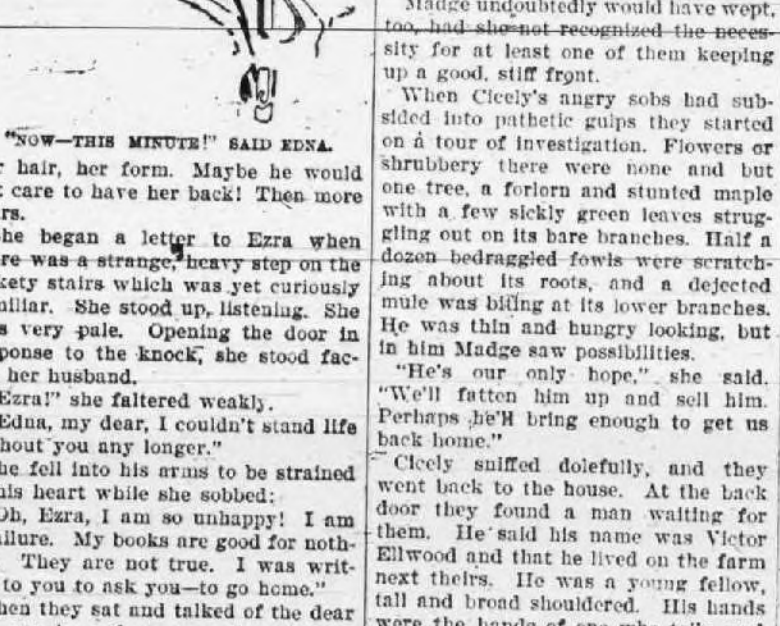 "NOW—THIS MINUTE!" SAID EDNA.
r hair, her form. Maybe he would
t care to have her back! Then more
rs.
he began a letter to Ezra when
re was a strange, heavy step on the
kety stairs which was yet curiously
niliar. She stood up, listening. She
s very pale. Opening the door in
ponse to the knock, she stood fac-
her husband.
Ezra!" she faltered weakly.
Edna, my dear, I couldn't stand life
hout you any longer."
he fell into his arms to be strained
his heart while she sobbed:
Oh, Ezra, I am so unhappy! I am
ailure. My books are good for noth-
They are not true. I was writ-
to you to ask you—to go home."
hen they sat and talked of the dear
Madge undoubtedly would have wept,
too, had she not recognized the neces-
sity for at least one of them keeping
up a good, stiff front.
When Cicely's angry sobs had sub-
sided into pathetic gulps they started
on a tour of investigation. Flowers or
shrubbery there were none and but
one tree, a forlorn and stunted maple
with a few sickly green leaves strug-
gling out on its bare branches. Half a
dozen bedraggled fowls were scratch-
ing about its roots, and a dejected
mule was biting at its lower branches.
He was thin and hungry looking, but
in him Madge saw possibilities.
"He's our only hope," she said.
"We'll fatten him up and sell him.
Perhaps he'll bring enough to get us
back home."
Cicely sniffed dolefully, and they
went back to the house. At the back
door they found a man waiting for
them. He said his name was Victor
Ellwood and that he lived on the farm
next theirs. He was a young fellow,
tall and broad shouldered. His hands
were the hands of one